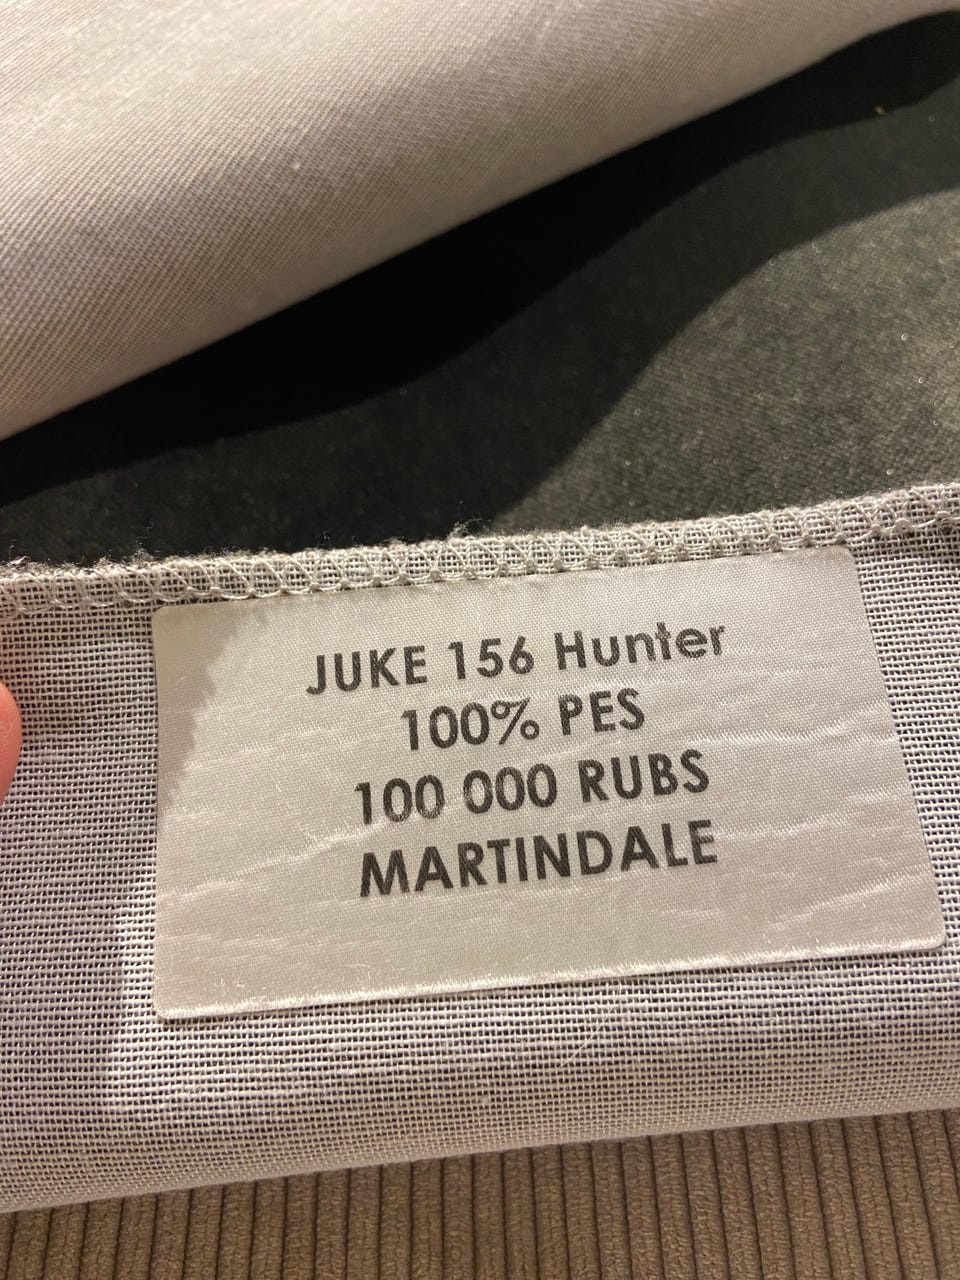 JUKE 156 Hunter
100% PES
100 000 RUBS
MARTINDALE